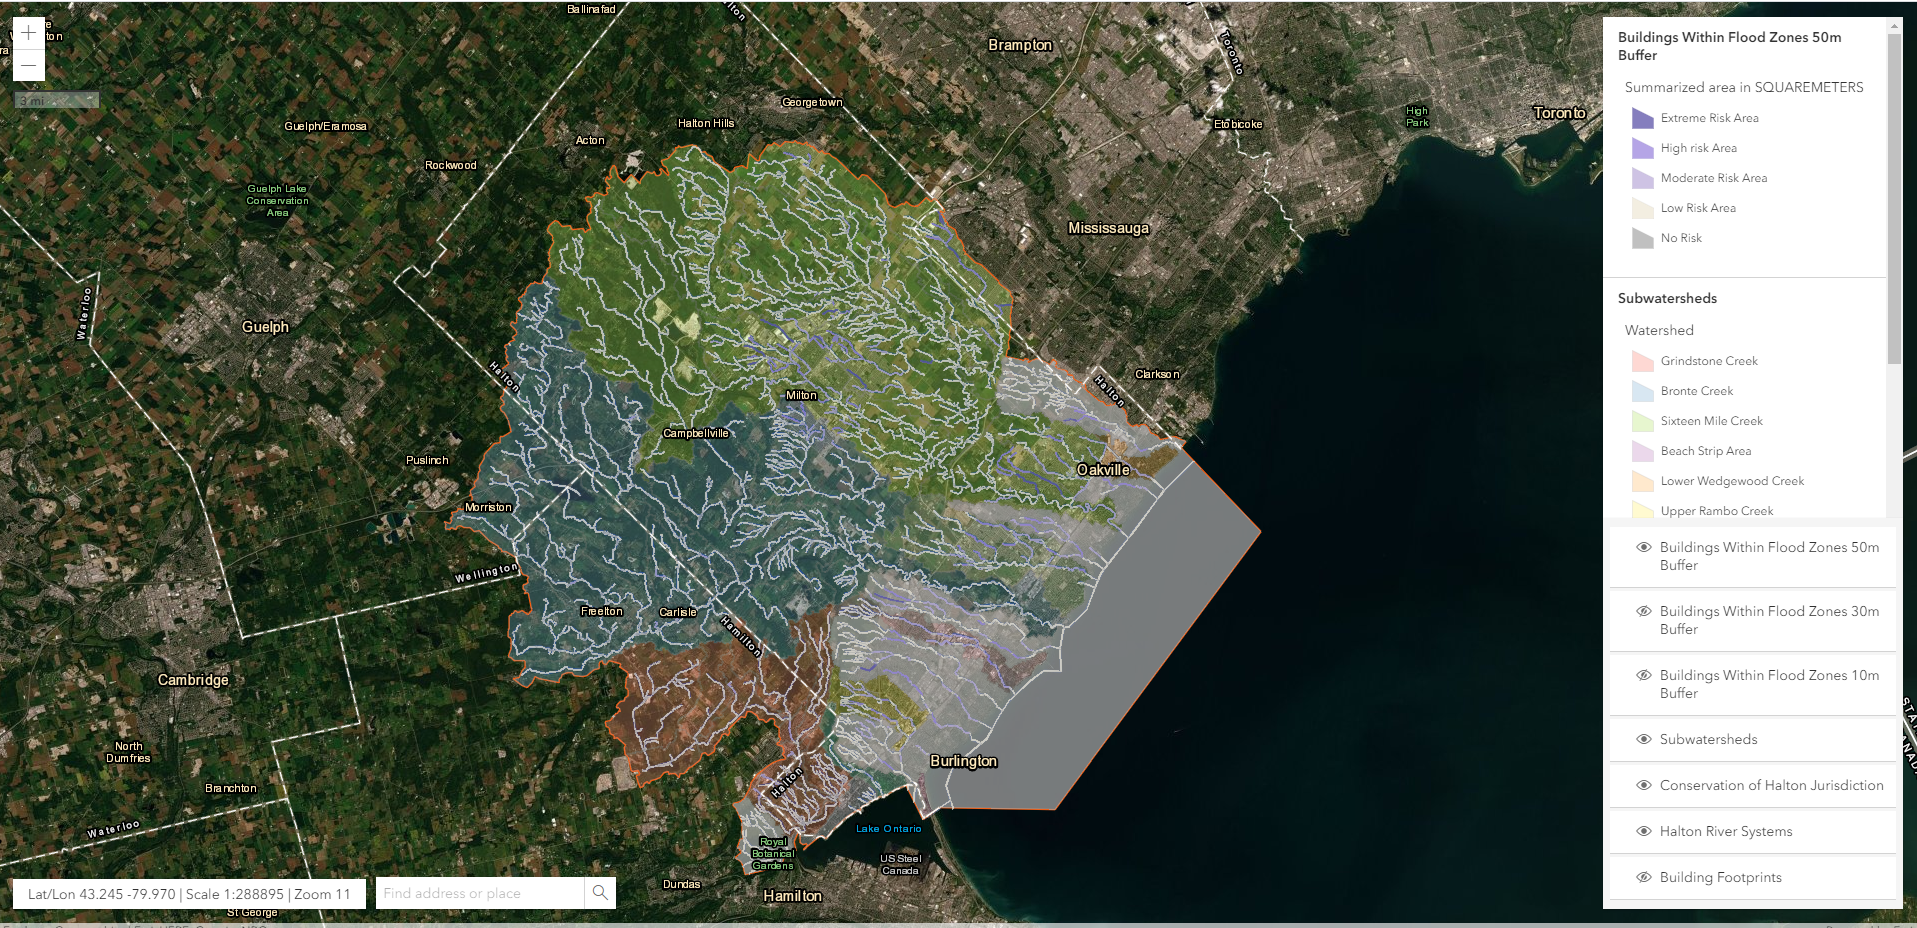 Ballinafad
Halton
Brampton
Toronto
3 mi
Georgetown
Halton Hills
Guelph/Eramosa
Acton
Rockwood
Etobicoke
High
Park
Toronto
Guelph Lake
Conservation
Area
Mississauga
Waterloo
Guelph
Halton
Clarkson
Halton
Milton
Campbellville
Puslinch
Oakville
Morriston
Wellington
Freelton
Carlisle
Hamilton
Cambridge
North
Dumfries
Branchton
Burlington
Halton
Waterloo
Lake Ontario
Royal
Botanical
Gardens
US Steel
Canada
Dundas
Hamilton
St George
Lat/Lon 43.245 -79.970 | Scale 1:288895 | Zoom 11
Find address or place
Buildings Within Flood Zones 50m
Buffer
Summarized area in SQUAREMETERS
Extreme Risk Area
High risk Area
Moderate Risk Area
Low Risk Area
No Risk
Subwatersheds
Watershed
Grindstone Creek
Bronte Creek
Sixteen Mile Creek
Beach Strip Area
Lower Wedgewood Creek
Upper Rambo Creek
Buildings Within Flood Zones 50m
Buffer
Buildings Within Flood Zones 30m
Buffer
Buildings Within Flood Zones 10m
Buffer
Subwatersheds
Conservation of Halton Jurisdiction
Halton River Systems
Building Footprints